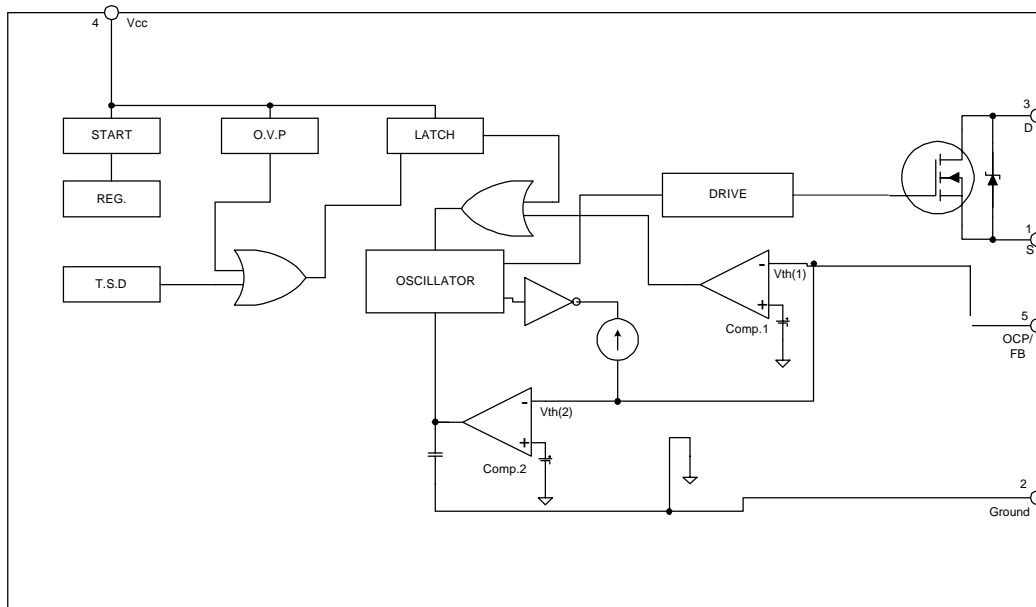 4 Vcc
START
O.V.P
LATCH
3
D
REG.
DRIVE
1
S
T.S.D
OSCILLATOR
-
Vth(1)
+
Comp.1
5
OCP/
FB
-
Vth(2)
+
Comp.2
2
Ground